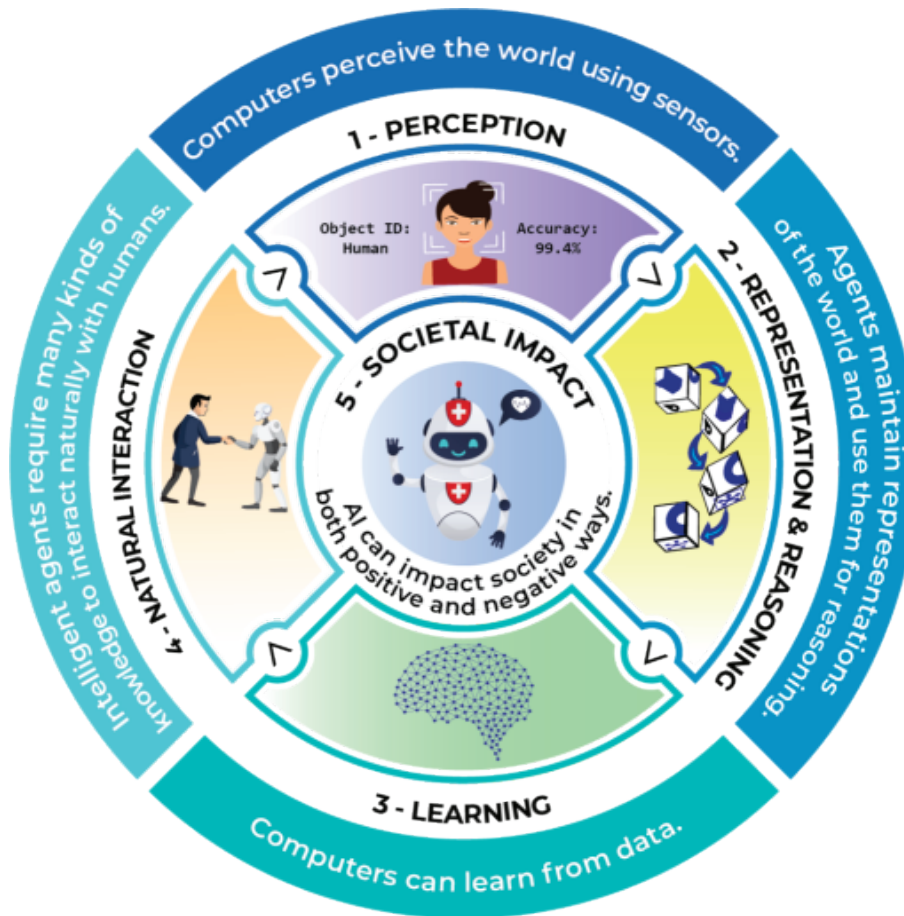 Computers perceive the world using sensors.
1 - PERCEPTION
Object ID:
Human
Accuracy:
99.4%
Agents maintain representations
of the world and use them for reasoning.
2 - REPRESENTATION & REASONING
3 - LEARNING
Computers can learn from data.
Intelligent agents require many kinds of
knowledge to interact naturally with humans.
4 - NATURAL INTERACTION
5 - SOCIETAL IMPACT
AI can impact society in
both positive and negative ways.